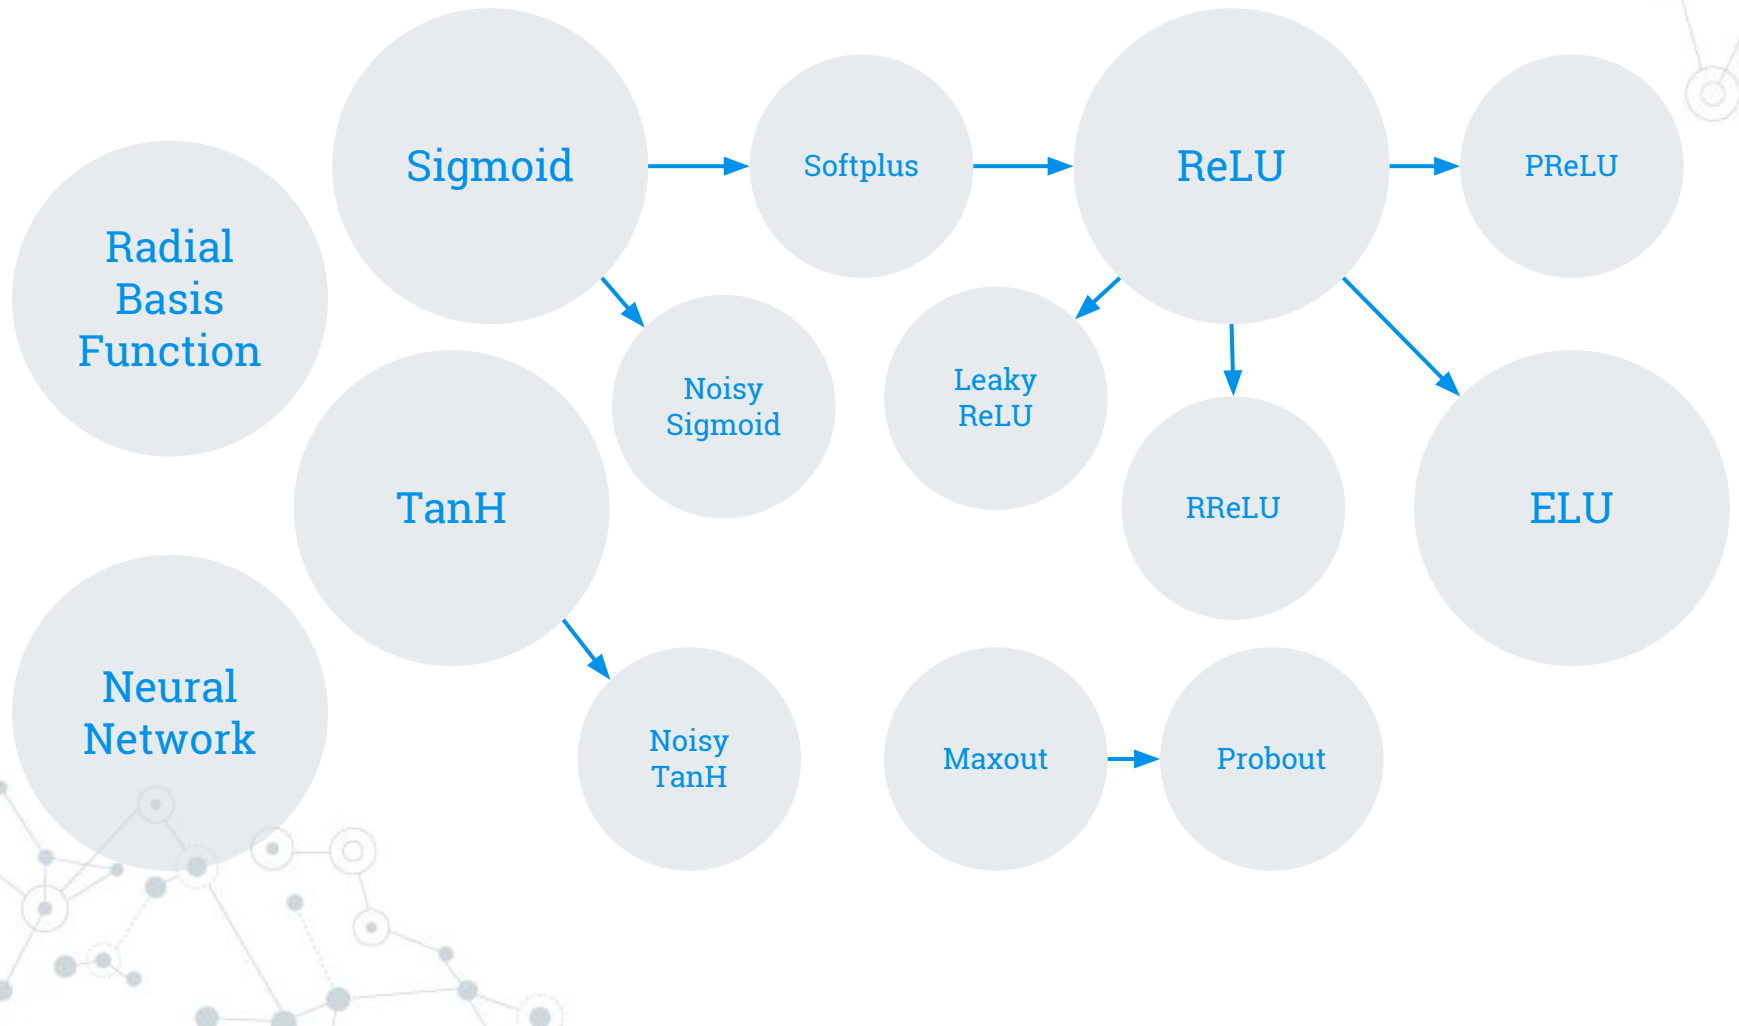 Sigmoid
Softplus
ReLU
PReLU
Radial
Basis
Function
Noisy
Sigmoid
Leaky
ReLU
TanH
RReLU
ELU
Neural
Network
Noisy
TanH
Maxout
Probout